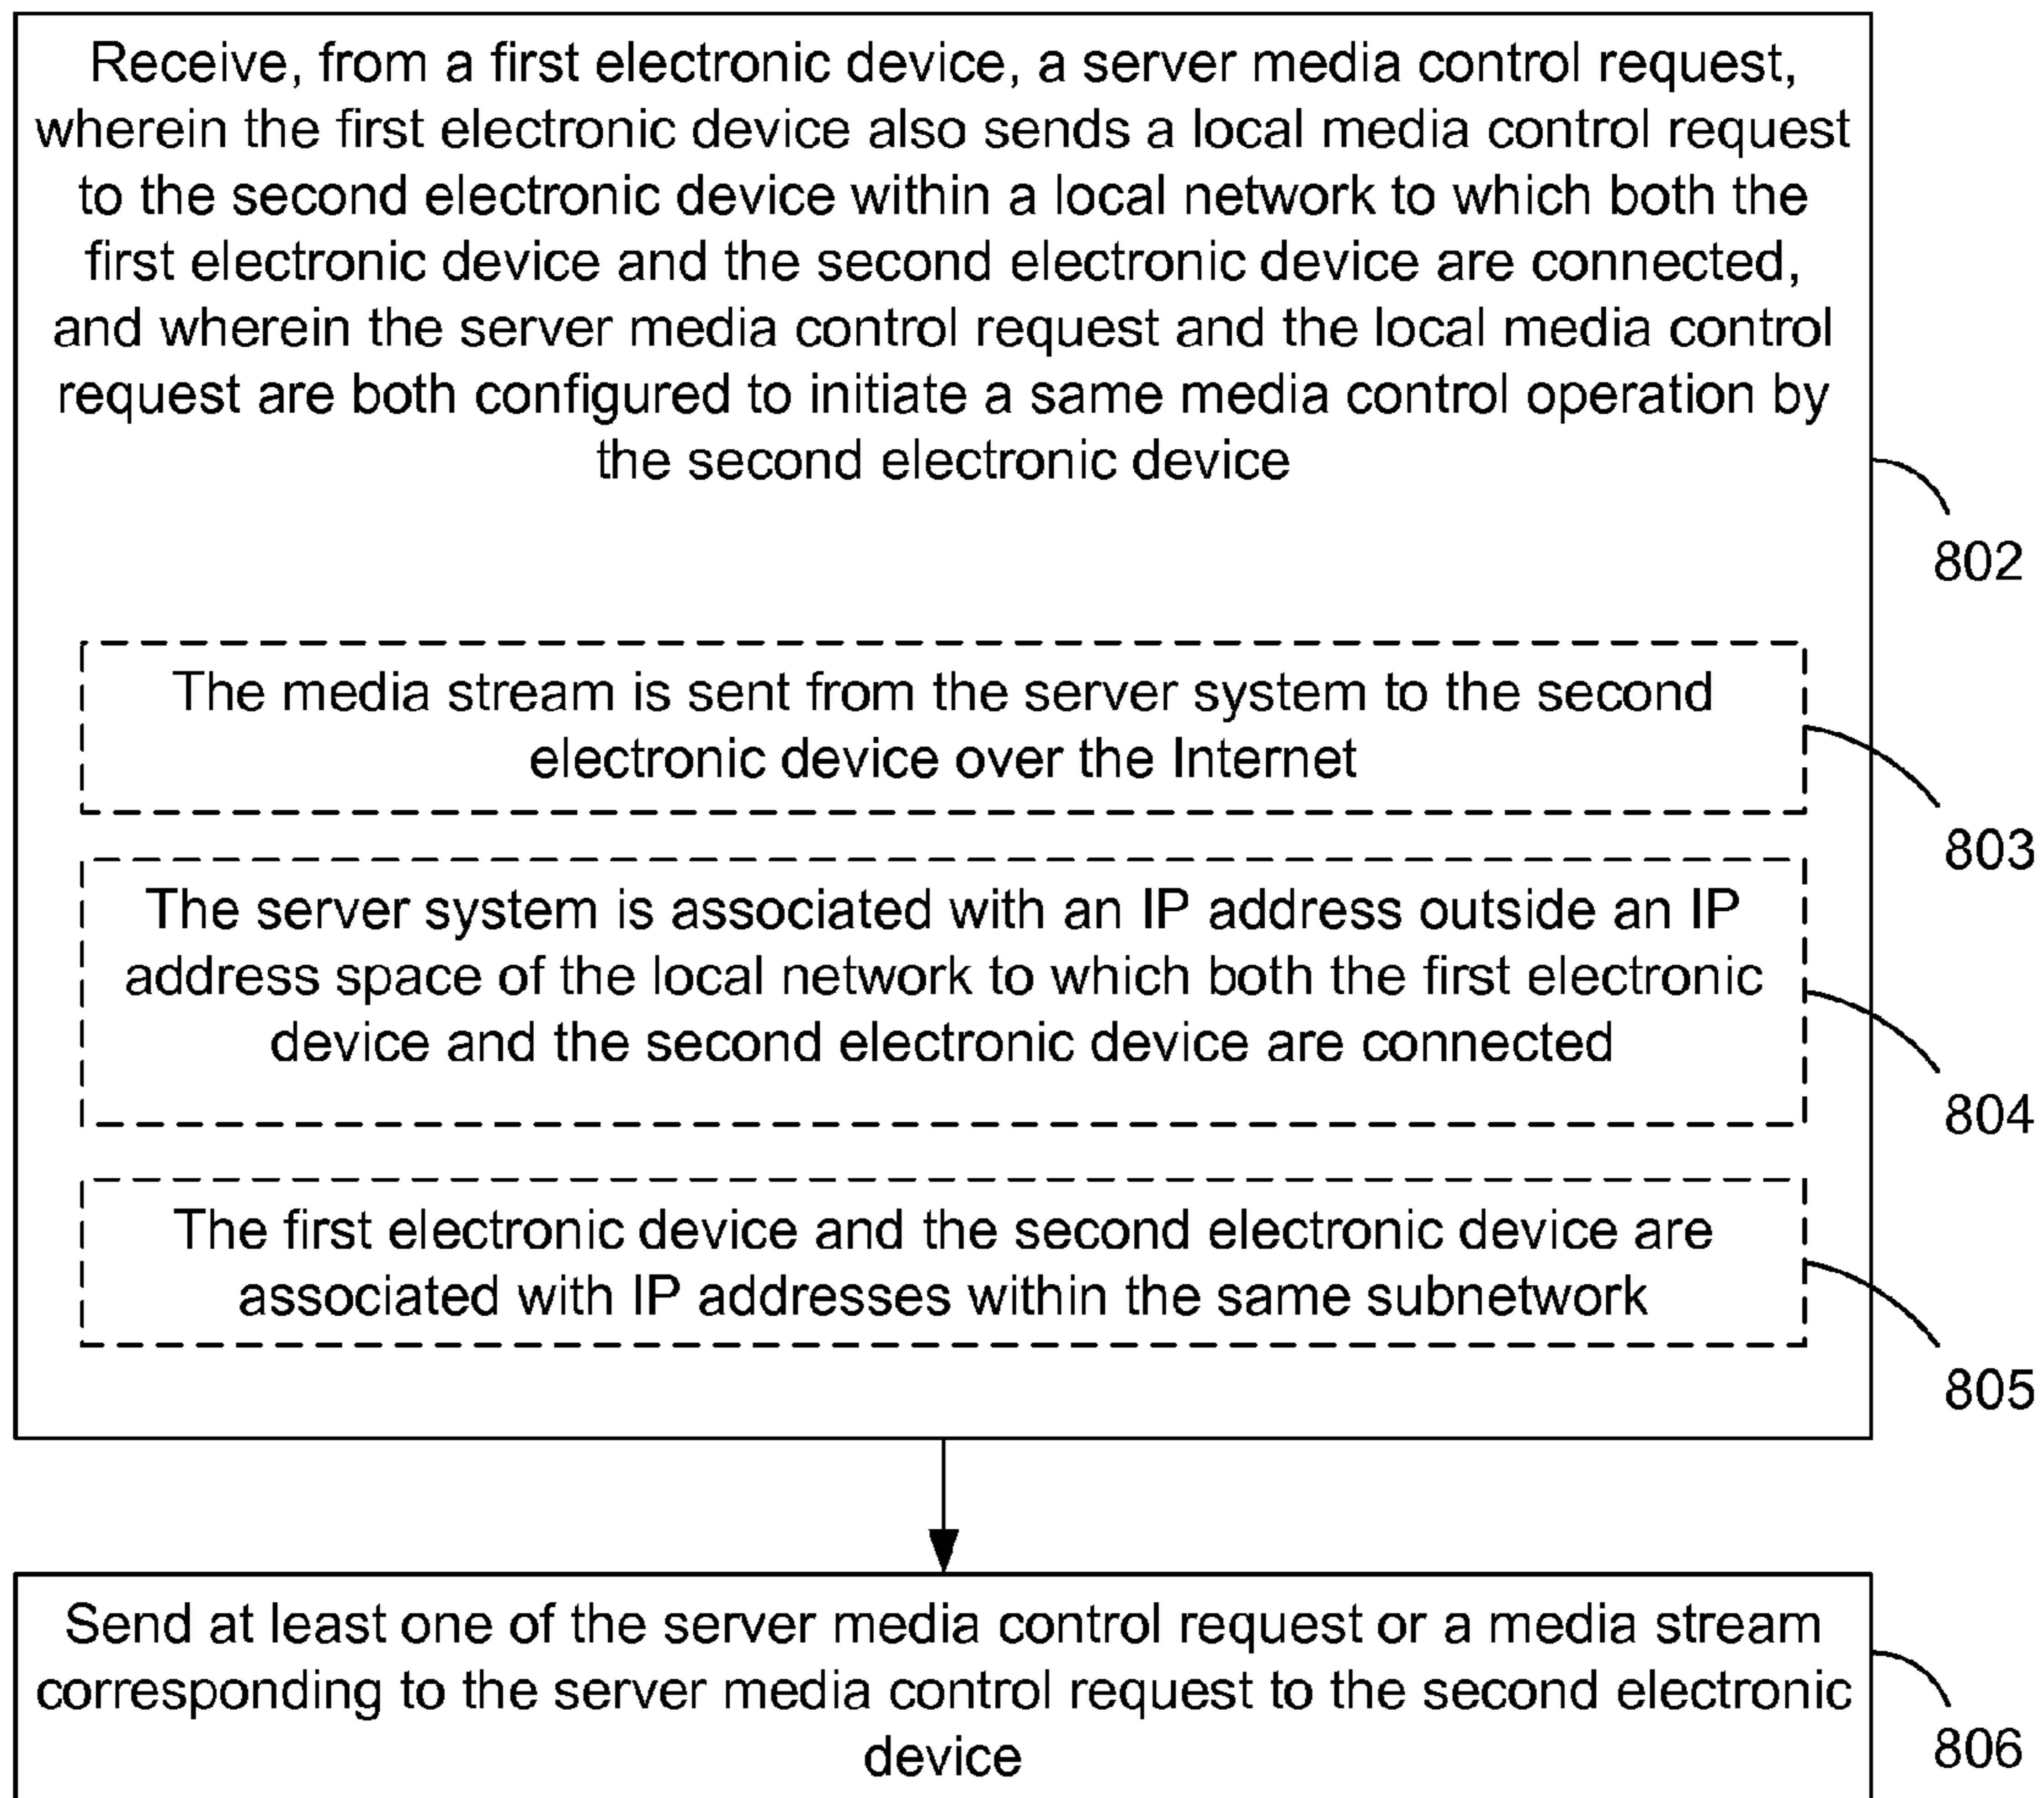 Receive, from a first electronic device, a server media control request,
wherein the first electronic device also sends a local media control request
to the second electronic device within a local network to which both the
first electronic device and the second electronic device are connected,
and wherein the server media control request and the local media control
request are both configured to initiate a same media control operation by
the second electronic device
802
The media stream is sent from the server system to the second
electronic device over the Internet
803
The server system is associated with an IP address outside an IP
address space of the local network to which both the first electronic
device and the second electronic device are connected
804
The first electronic device and the second electronic device are
associated with IP addresses within the same subnetwork
805
Send at least one of the server media control request or a media stream
corresponding to the server media control request to the second electronic
device
806